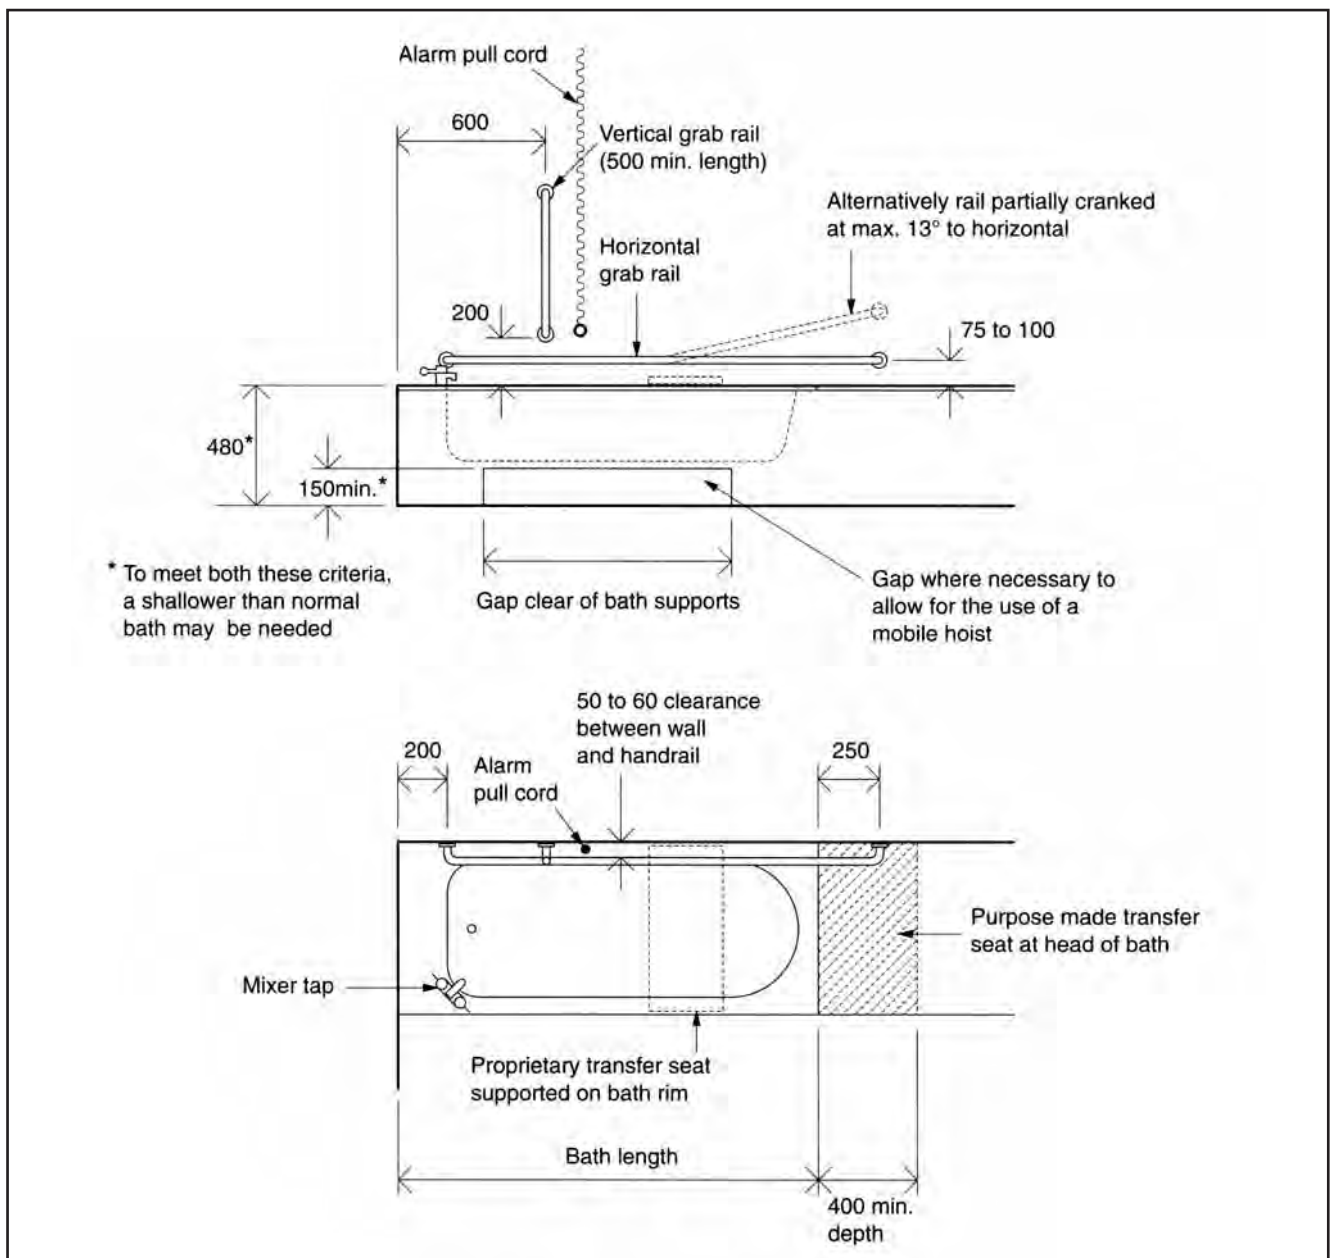 Alarm pull cord
600
Vertical grab rail
(500 min. length)
Alternatively rail partially cranked
at max. 13° to horizontal
Horizontal
grab rail
200
75 to 100
480*
150min.*
* To meet both these criteria,
a shallower than normal
bath may be needed
Gap clear of bath supports
Gap where necessary to
allow for the use of a
mobile hoist
50 to 60 clearance
between wall
and handrail
200
Alarm
pull cord
250
Purpose made transfer
seat at head of bath
Mixer tap
Proprietary transfer seat
supported on bath rim
Bath length
400 min.
depth